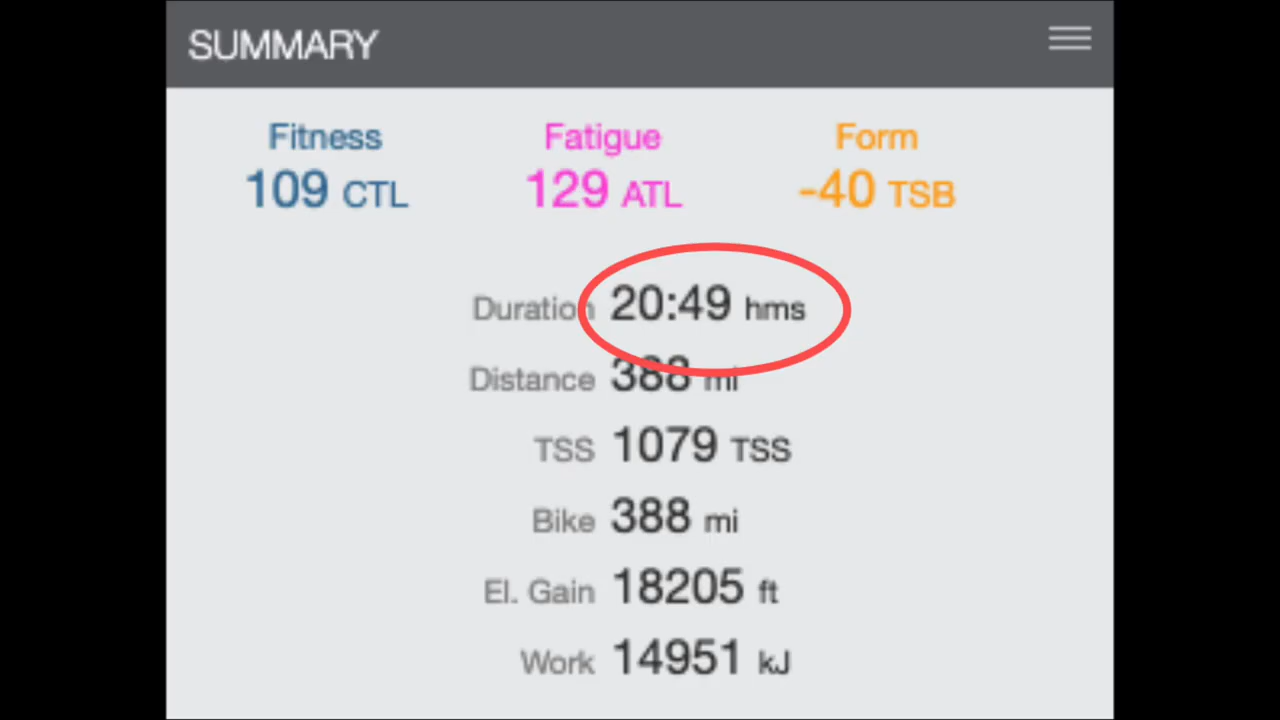 SUMMARY
Fitness Fatigue Form
109 CTL 129 ATL -40 TSB
Duration 20:49 hms
Distance 388 mi
TSS 1079 TSS
Bike 388 mi
El. Gain 18205 ft
Work 14951 kJ